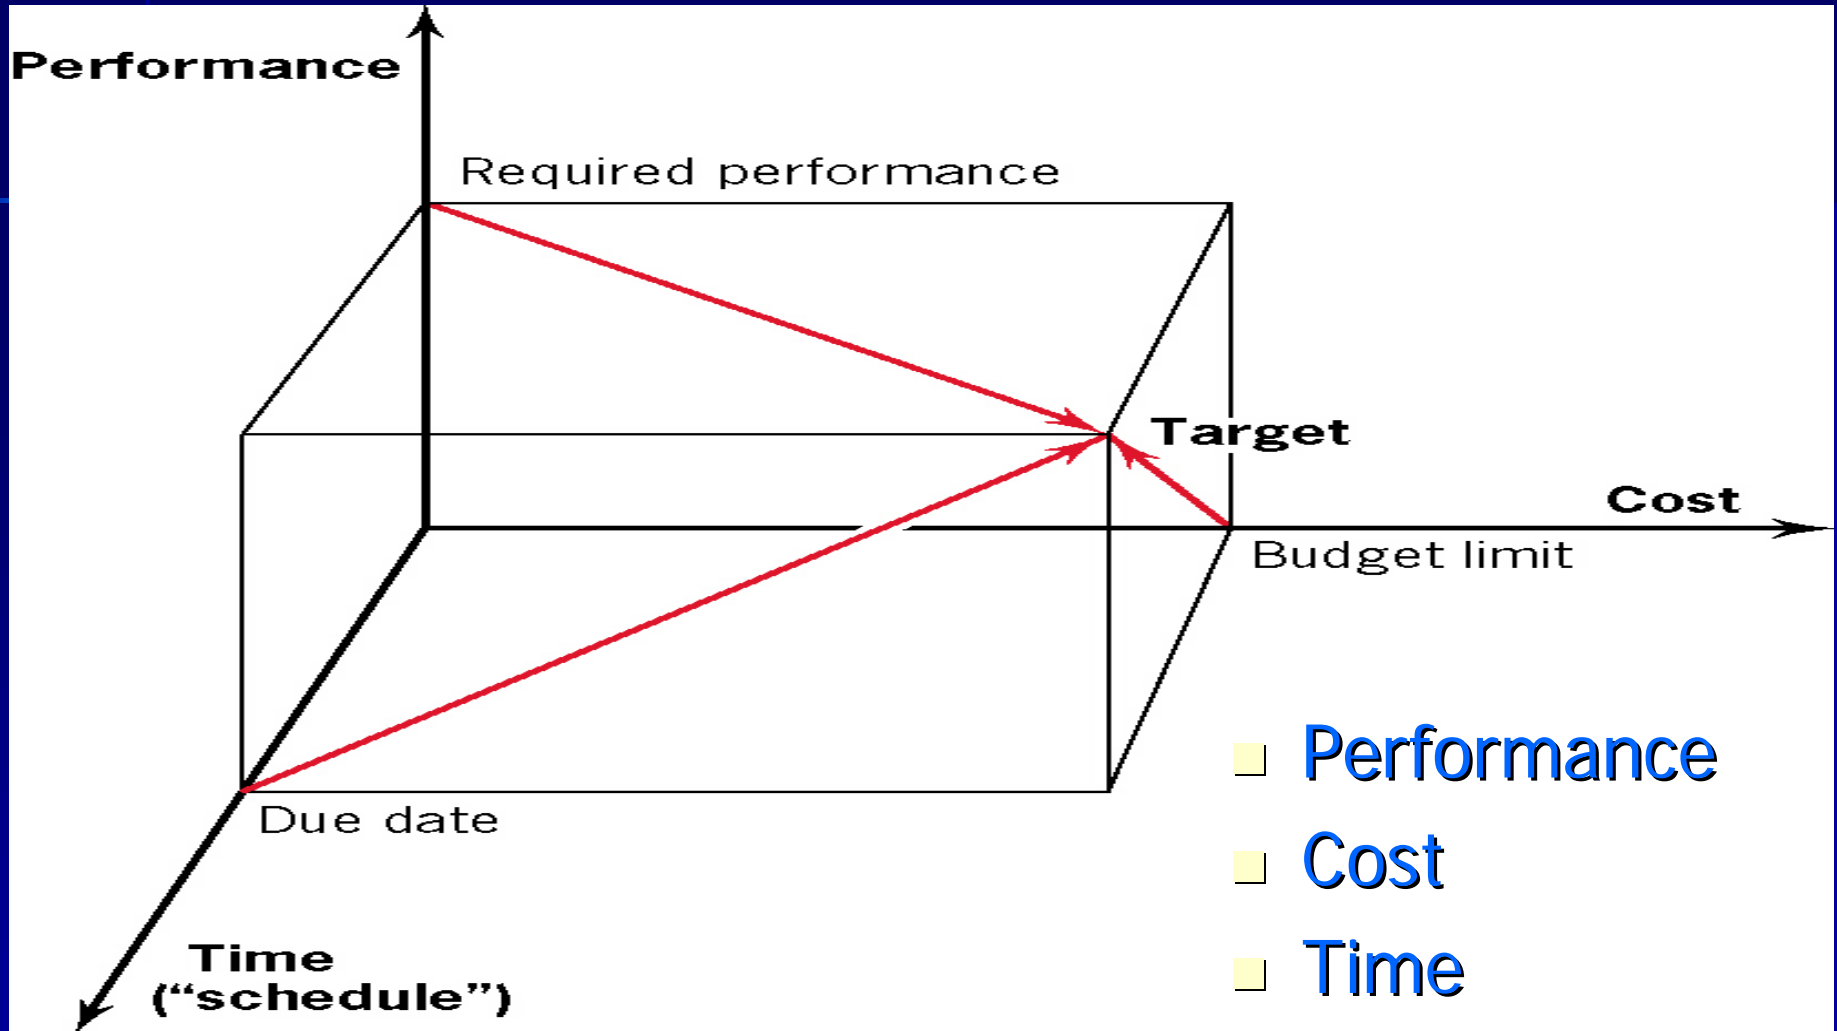 Performance
Required performance
Target
Cost
Budget limit
Due date
Time
(“schedule”)
Performance
Cost
Time